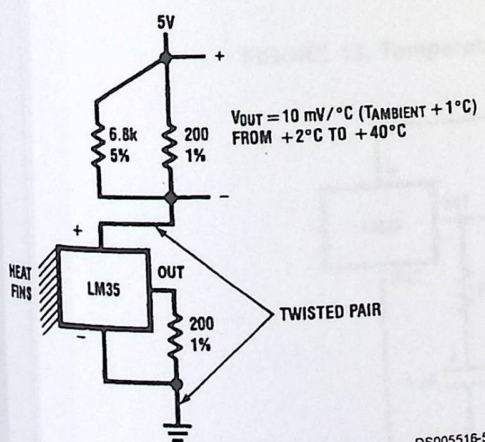 5V
+
6.8k
5%
200
1%
VOUT = 10 mV/°C (TAMBIENT +1°C)
FROM +2°C TO +40°C
−
+
HEAT
FINS
LM35
OUT
−
200
1%
TWISTED PAIR